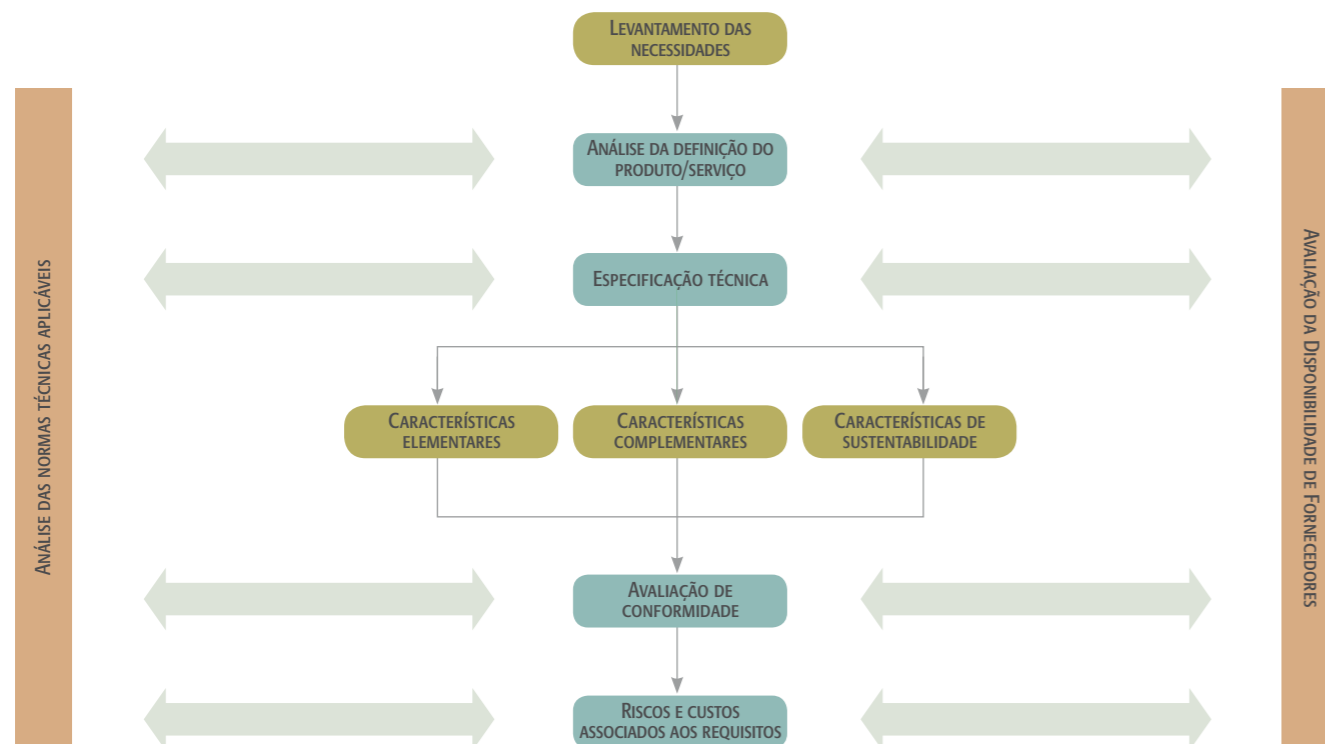 Levantamento das
necessidades
Análise da definição do
produto/serviço
Especificação técnica
Características
elementares
Características
complementares
Características de
sustentabilidade
Avaliação de
conformidade
Riscos e custos
associados aos requisitos
Análise das normas técnicas aplicáveis
Avaliação da Disponibilidade de Fornecedores